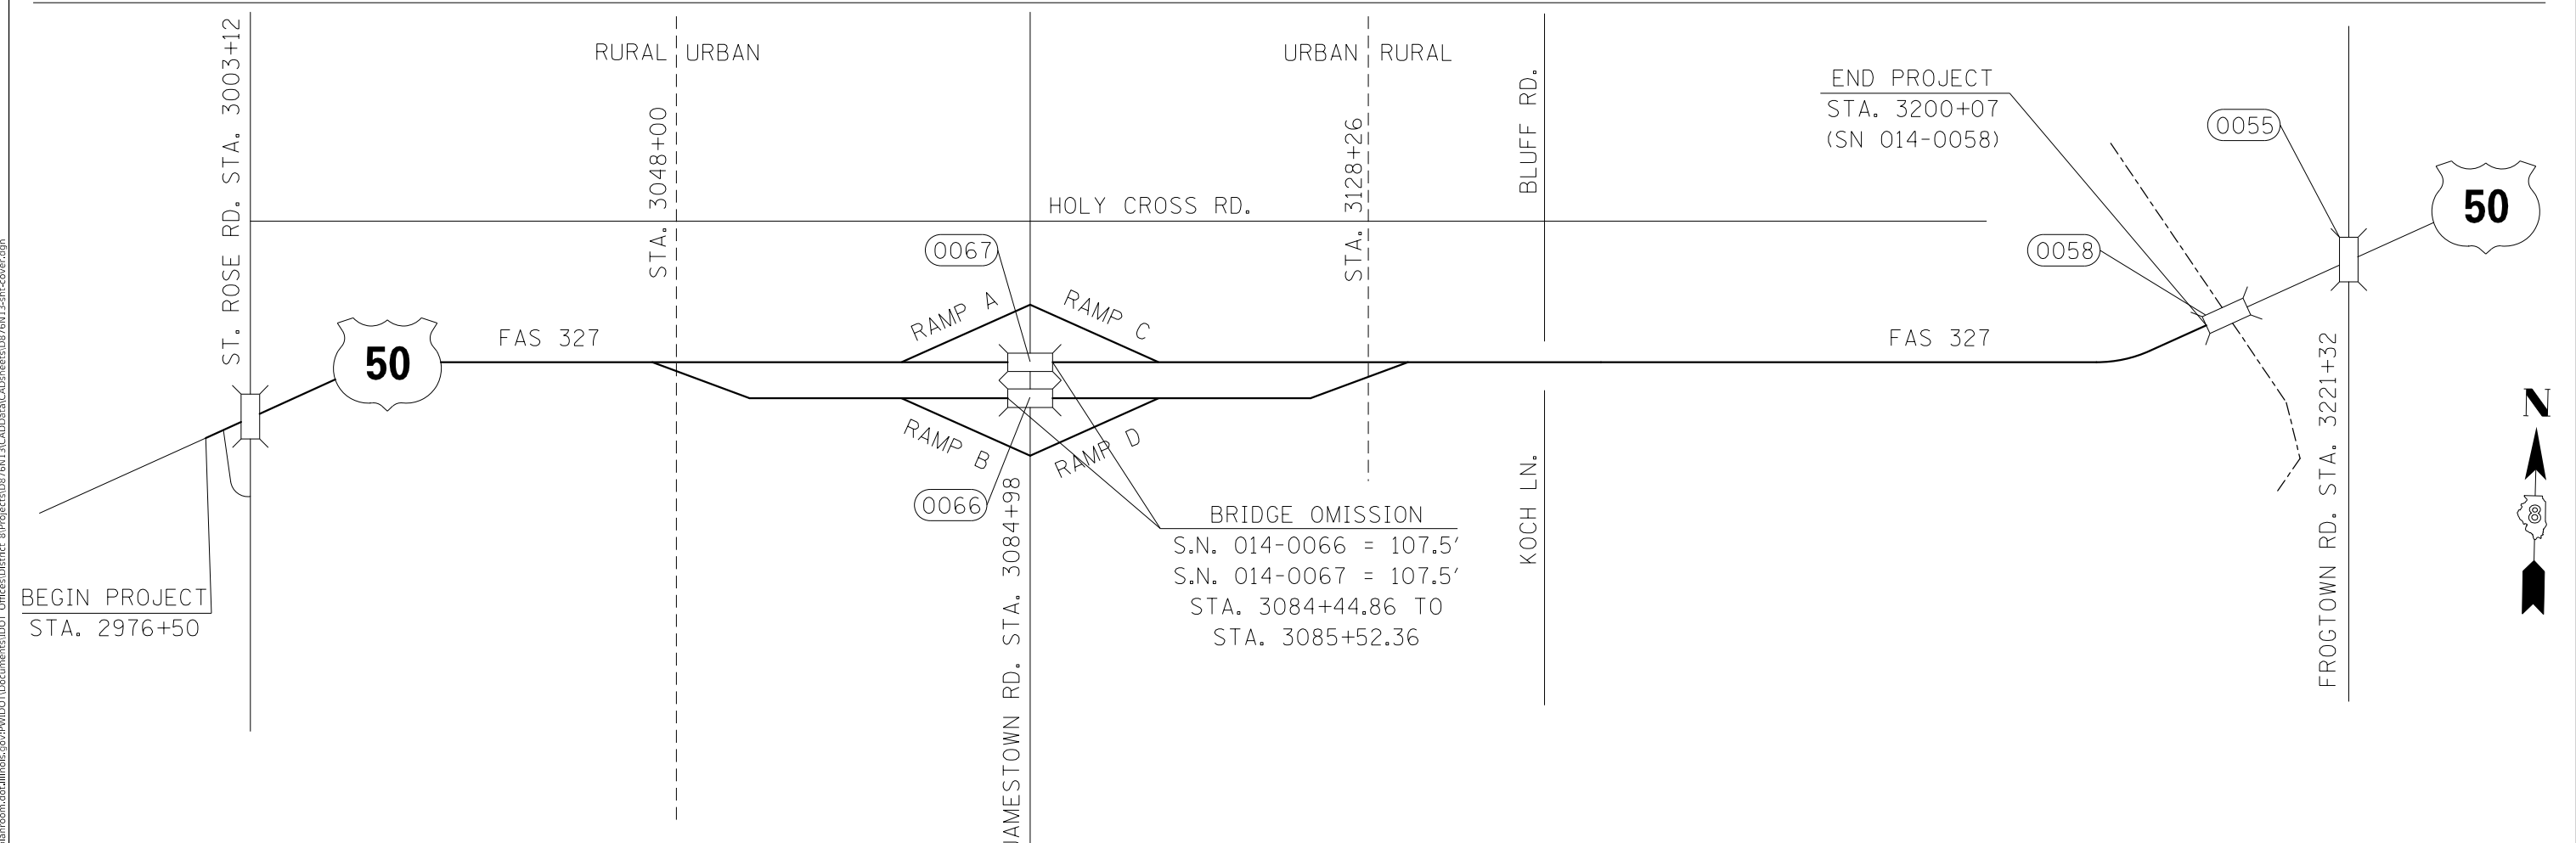 ST. ROSE RD. STA. 3003+12
RURAL
URBAN
STA. 3048+00
URBAN
RURAL
STA. 3128+26
BLUFF RD.
END PROJECT
STA. 3200+07
(SN 014-0058)
0055
50
HOLY CROSS RD.
0067
0058
RAMP A
RAMP C
50
FAS 327
FAS 327
RAMP B
RAMP D
0066
JAMESTOWN RD. STA. 3084+98
BRIDGE OMISSION
S.N. 014-0066 = 107.5'
S.N. 014-0067 = 107.5'
STA. 3084+44.86 TO
STA. 3085+52.36
KOCH LN.
FROGTOWN RD. STA. 3221+32
N
8
BEGIN PROJECT
STA. 2976+50